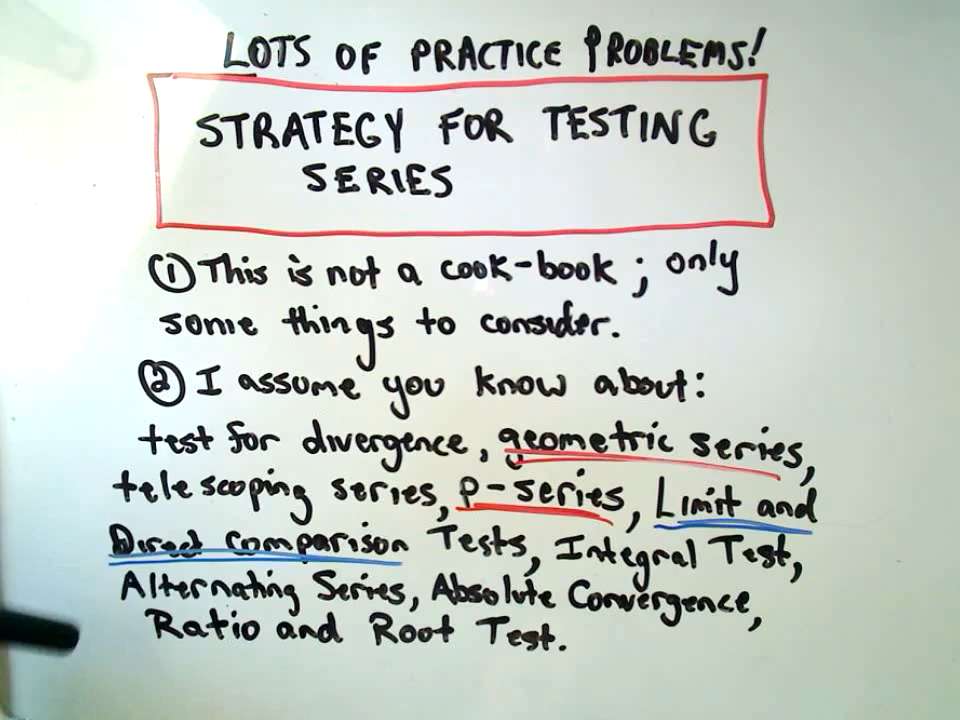 LOTS OF PRACTICE PROBLEMS!
STRATEGY FOR TESTING
SERIES
① This is not a cook-book ; only
some things to consider.
② I assume you know about:
test for divergence, geometric series,
telescoping series, p-series, Limit and
Direct comparison Tests, Integral Test,
Alternating Series, Absolute Convergence,
Ratio and Root Test.